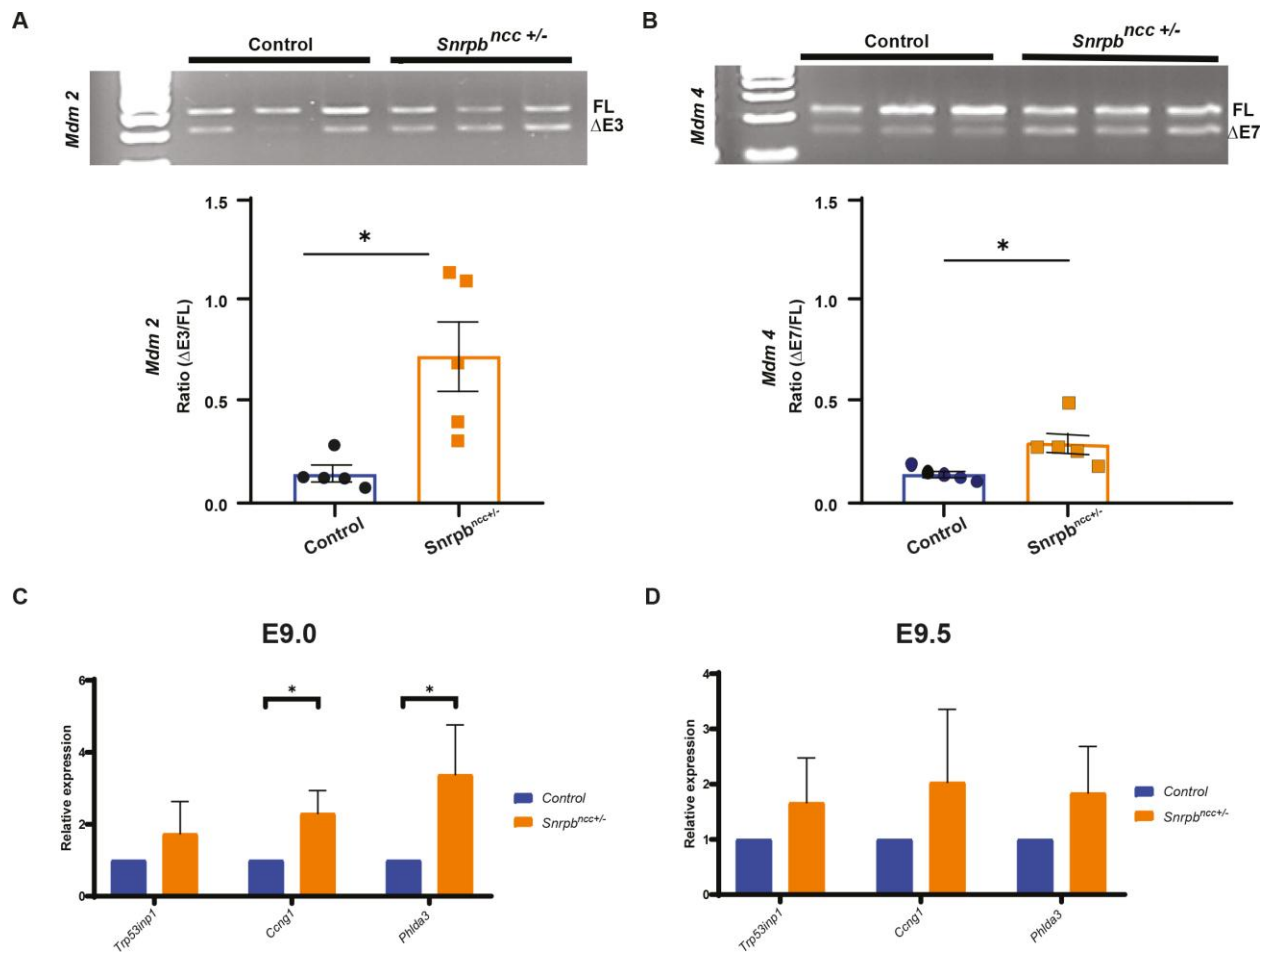 A
Control
Snrpb ncc +/-
Mdm 2
FL
ΔE3
1.5
1.0
0.5
0.0
*
Mdm 2
Ratio (ΔE3/FL)
Control
Snrpbncc+/-
B
Control
Snrpb ncc +/-
Mdm 4
FL
ΔE7
1.5
1.0
0.5
0.0
*
Mdm 4
Ratio (ΔE7/FL)
Control
Snrpbncc+/-
C
E9.0
6
4
2
0
Relative expression
*
*
Trp53inp1
Ccng1
Phlda3
Control
Snrpbncc+/-
D
E9.5
4
3
2
1
0
Relative expression
Trp53inp1
Ccng1
Phlda3
Control
Snrpbncc+/-